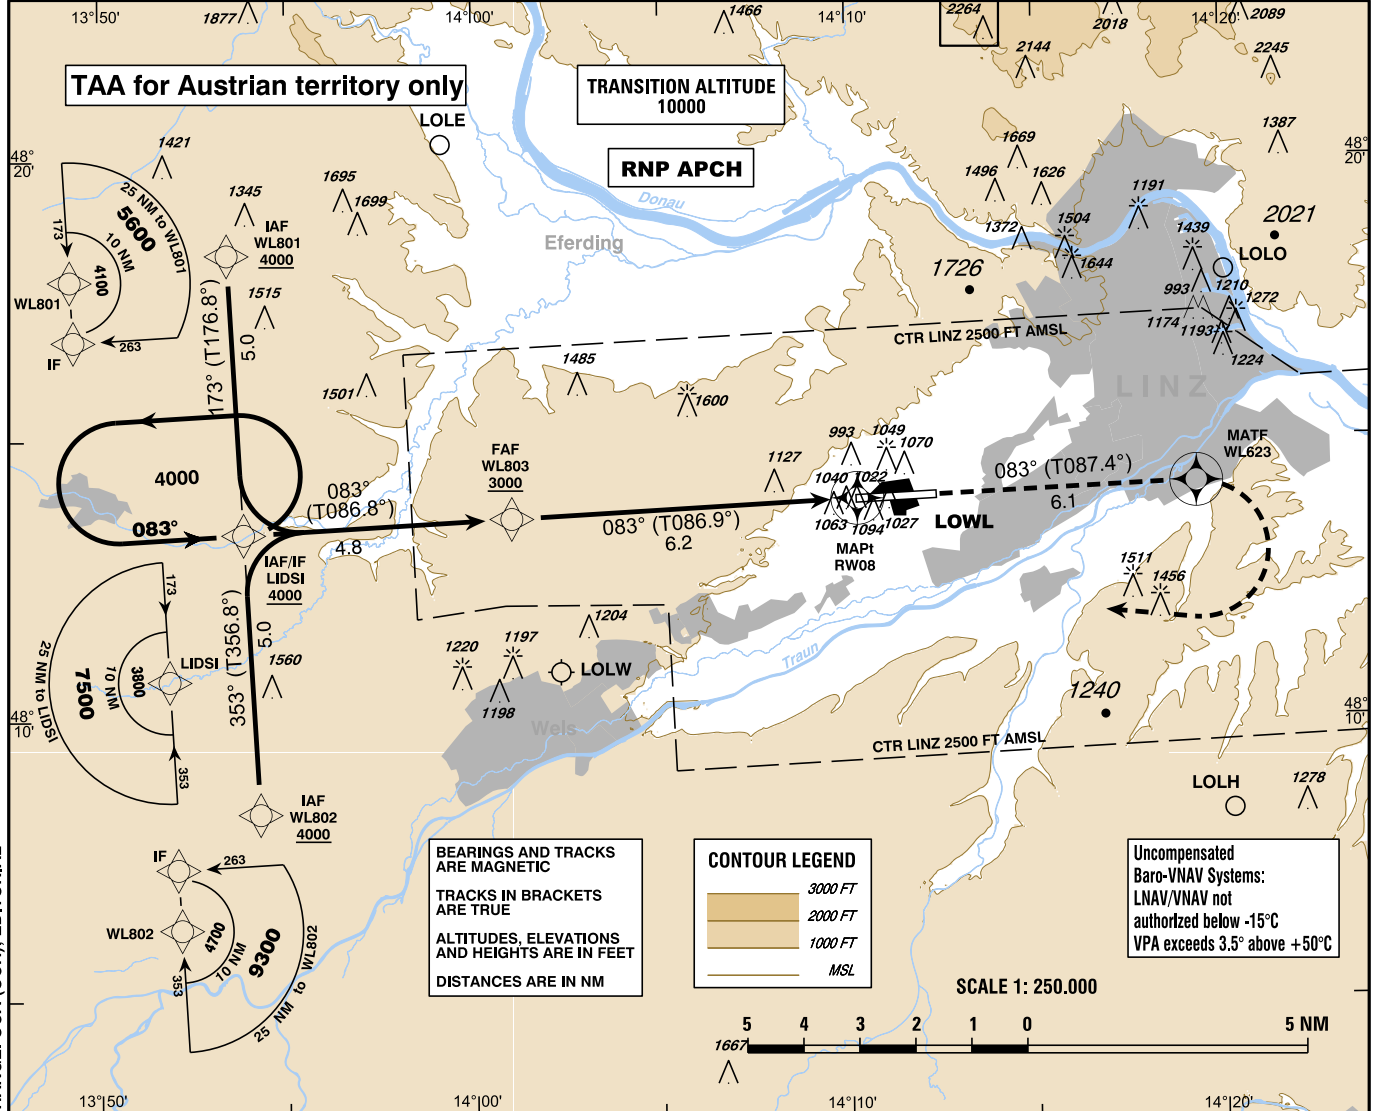 13°50'
14°00'
14°10'
14°20'
1877
1466
2264
2018
2089
2144
2245
TAA for Austrian territory only
TRANSITION ALTITUDE
10000
RNP APCH
LOLE
48°
20'
48°
20'
1421
1345
1695
1699
1669
1496
1626
1387
1191
2021
1372
1504
1439
1644
LOLO
Donau
Eferding
1726
993
1210
1272
1174
1193
1224
25 NM to WL801
5600
10 NM
4100
173
263
WL801
IF
IAF
WL801
4000
1515
173° (T176.8°)
5.0
CTR LINZ 2500 FT AMSL
1485
1501
1600
LINZ
4000
083°
FAF
WL803
3000
083°
(T086.8°)
4.8
083° (T086.9°)
6.2
1127
993
1049
1070
1040
1022
1063
1094
1027
LOWL
MAPt
RW08
083° (T087.4°)
6.1
MATF
WL623
IAF/IF
LIDSI
4000
1511
1456
173
25 NM to LIDSI
7500
10 NM
3800
LIDSI
353
353° (T356.8°)
5.0
1560
1204
1220
1197
1198
LOLW
Wels
Traun
1240
48°
10'
48°
10'
CTR LINZ 2500 FT AMSL
LOLH
1278
IAF
WL802
4000
IF
263
WL802
4700
10 NM
9300
25 NM to WL802
353
BEARINGS AND TRACKS
ARE MAGNETIC
TRACKS IN BRACKETS
ARE TRUE
ALTITUDES, ELEVATIONS
AND HEIGHTS ARE IN FEET
DISTANCES ARE IN NM
CONTOUR LEGEND
3000 FT
2000 FT
1000 FT
MSL
Uncompensated
Baro-VNAV Systems:
LNAV/VNAV not
authorized below -15°C
VPA exceeds 3.5° above +50°C
SCALE 1: 250.000
5 4 3 2 1 0 5 NM
1667
13°50'
14°00'
14°10'
14°20'